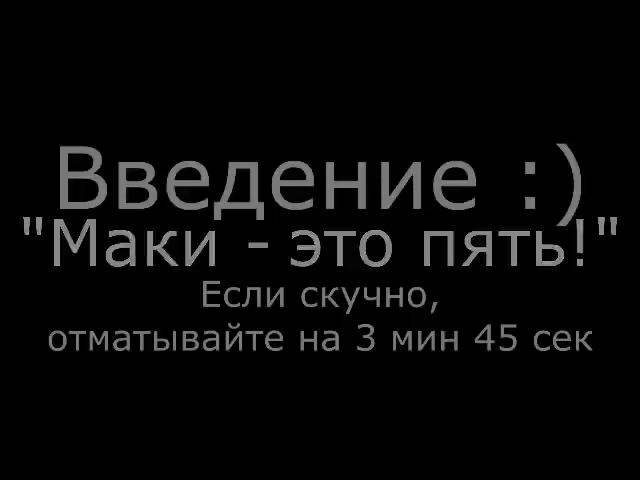 Введение :)
"Маки - это пять!"
Если скучно,
отматывайте на 3 мин 45 сек